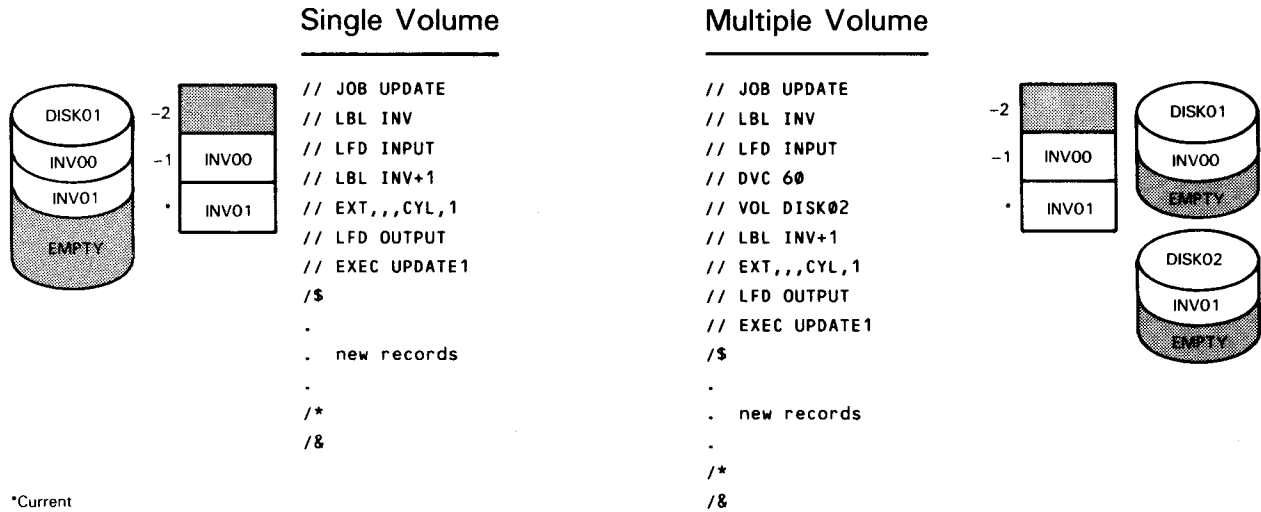 Single Volume
DISK01
INV00
INV01
EMPTY
-2
-1 INV00
* INV01
// JOB UPDATE
// LBL INV
// LFD INPUT
// LBL INV+1
// EXT,,,CYL,1
// LFD OUTPUT
// EXEC UPDATE1
/$
.
. new records
.
/*
/&
*Current
Multiple Volume
// JOB UPDATE
// LBL INV
// LFD INPUT
// DVC 60
// VOL DISK02
// LBL INV+1
// EXT,,,CYL,1
// LFD OUTPUT
// EXEC UPDATE1
/$
.
. new records
.
/*
/&
-2
-1 INV00
* INV01
DISK01
INV00
EMPTY
DISK02
INV01
EMPTY